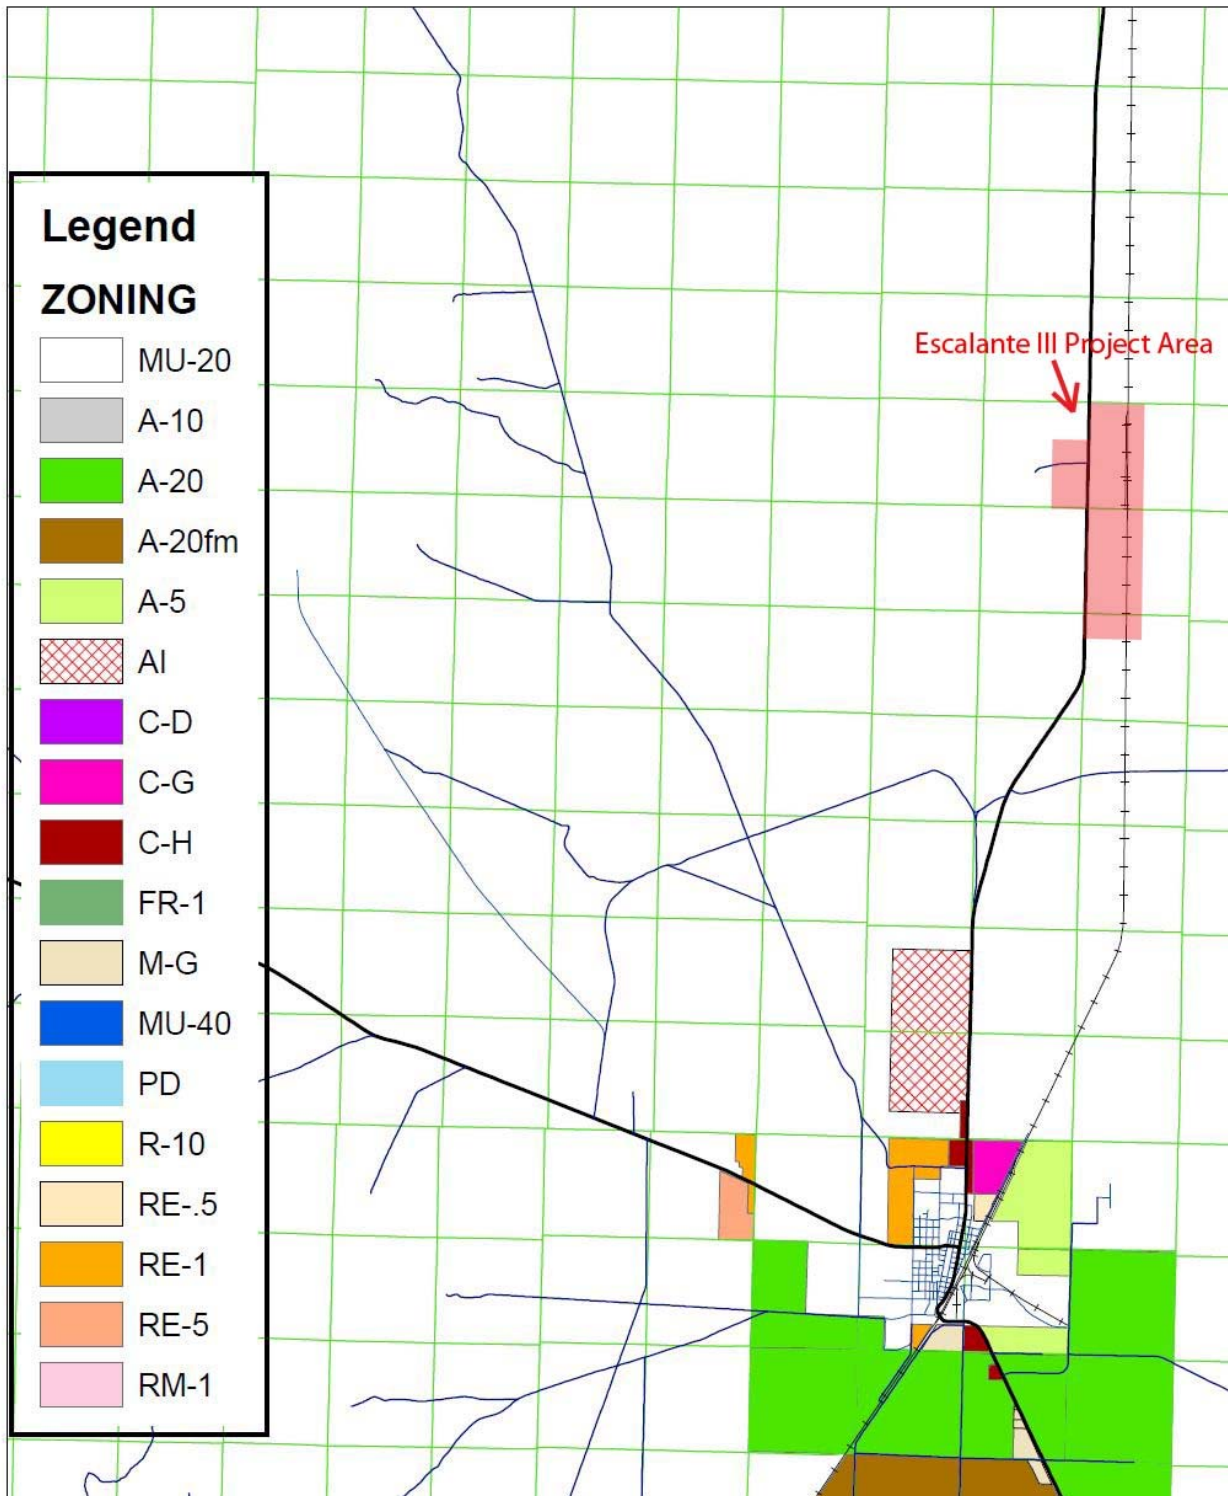 Legend
ZONING
MU-20
A-10
A-20
A-20fm
A-5
AI
C-D
C-G
C-H
FR-1
M-G
MU-40
PD
R-10
RE-.5
RE-1
RE-5
RM-1
Escalante III Project Area